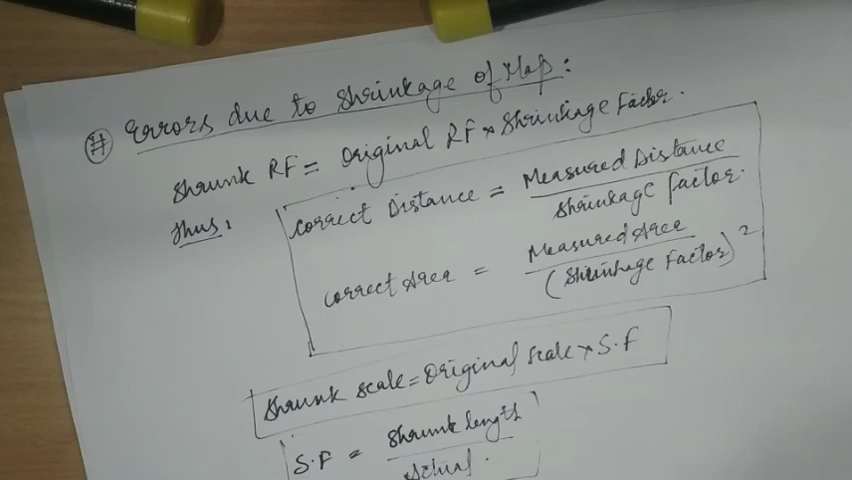 # Errors due to Shrinkage of Map:
Shrunk RF = Original RF × Shrinkage Factor.
Thus,
Correct Distance = Measured Distance / Shrinkage factor.
Correct Area = Measured Area / (Shrinkage Factor)²
Shrunk scale = Original scale × S.F
S.F = Shrunk length / Actual.